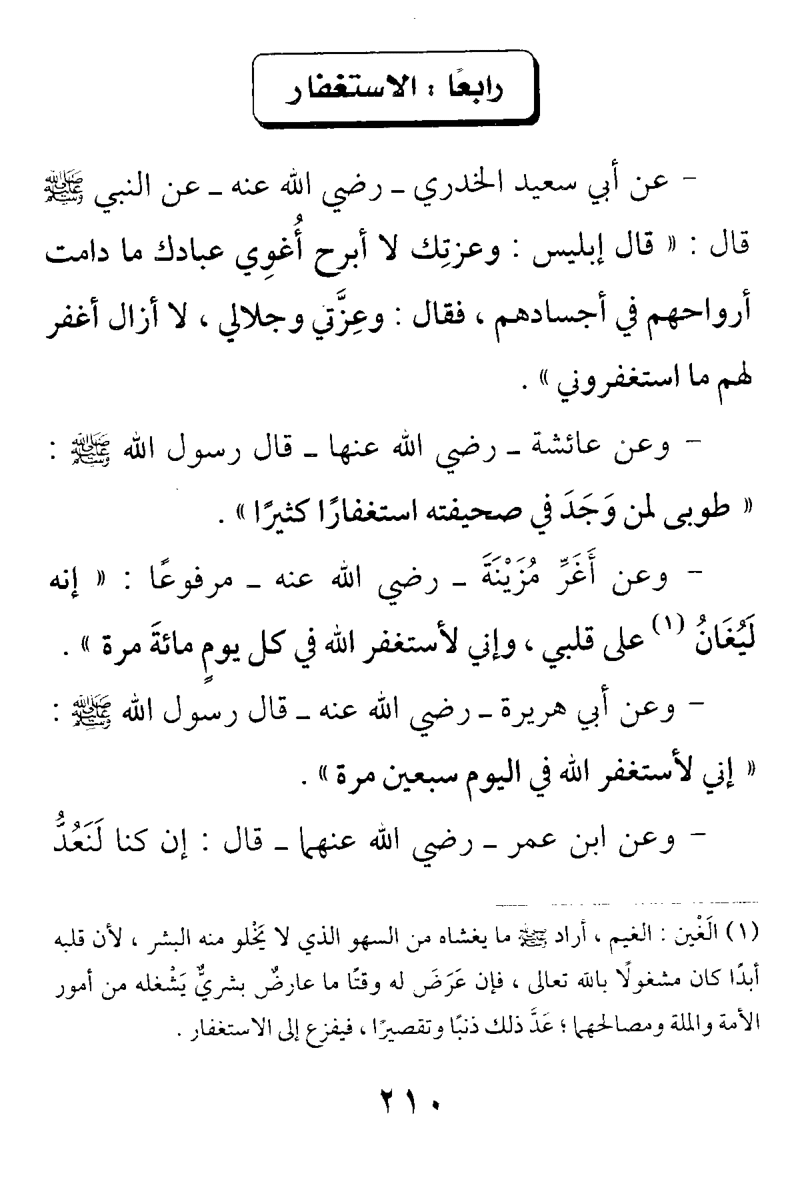 رابعًا : الاستغفار
– عن أبي سعيد الخدري ـ رضي الله عنه ـ عن النبي ﷺ
قال : « قال إبليس : وعزتِك لا أبرح أُغوِي عبادك ما دامت
أرواحهم في أجسادهم ، فقال : وعِزَّتي وجلالي ، لا أزال أغفر
لهم ما استغفروني » .
– وعن عائشة ـ رضي الله عنها ـ قال رسول الله ﷺ :
« طوبى لمن وَجَدَ في صحيفته استغفارًا كثيرًا » .
– وعن أَغَرِّ مُزَيْنَةَ ـ رضي الله عنه ـ مرفوعًا : « إنه
لَيُغَانُ (١) على قلبي ، وإني لأستغفر الله في كل يومٍ مائةَ مرة » .
– وعن أبي هريرة ـ رضي الله عنه ـ قال رسول الله ﷺ :
« إني لأستغفر الله في اليوم سبعين مرة » .
– وعن ابن عمر ـ رضي الله عنهما ـ قال : إن كنا لَنَعُدُّ
(١) الَغْين : الغيم ، أراد ﷺ ما يغشاه من السهو الذي لا يَخْلو منه البشر ، لأن قلبه
أبدًا كان مشغولًا بالله تعالى ، فإن عَرَضَ له وقتًا ما عارضٌ بشريٌّ يَشْغله من أمور
الأمة والملة ومصالحهما ؛ عَدَّ ذلك ذنبًا وتقصيرًا ، فيفزع إلى الاستغفار .
٢١٠